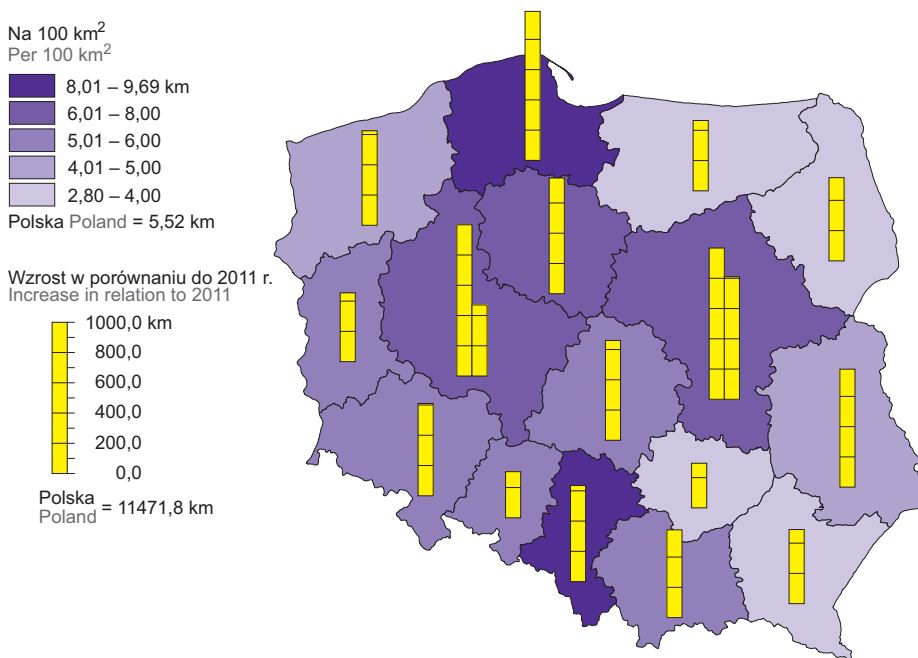 Na 100 km²
Per 100 km²
8,01 – 9,69 km
6,01 – 8,00
5,01 – 6,00
4,01 – 5,00
2,80 – 4,00
Polska Poland = 5,52 km
Wzrost w porównaniu do 2011 r.
Increase in relation to 2011
1000,0 km
800,0
600,0
400,0
200,0
0,0
Polska
Poland = 11471,8 km